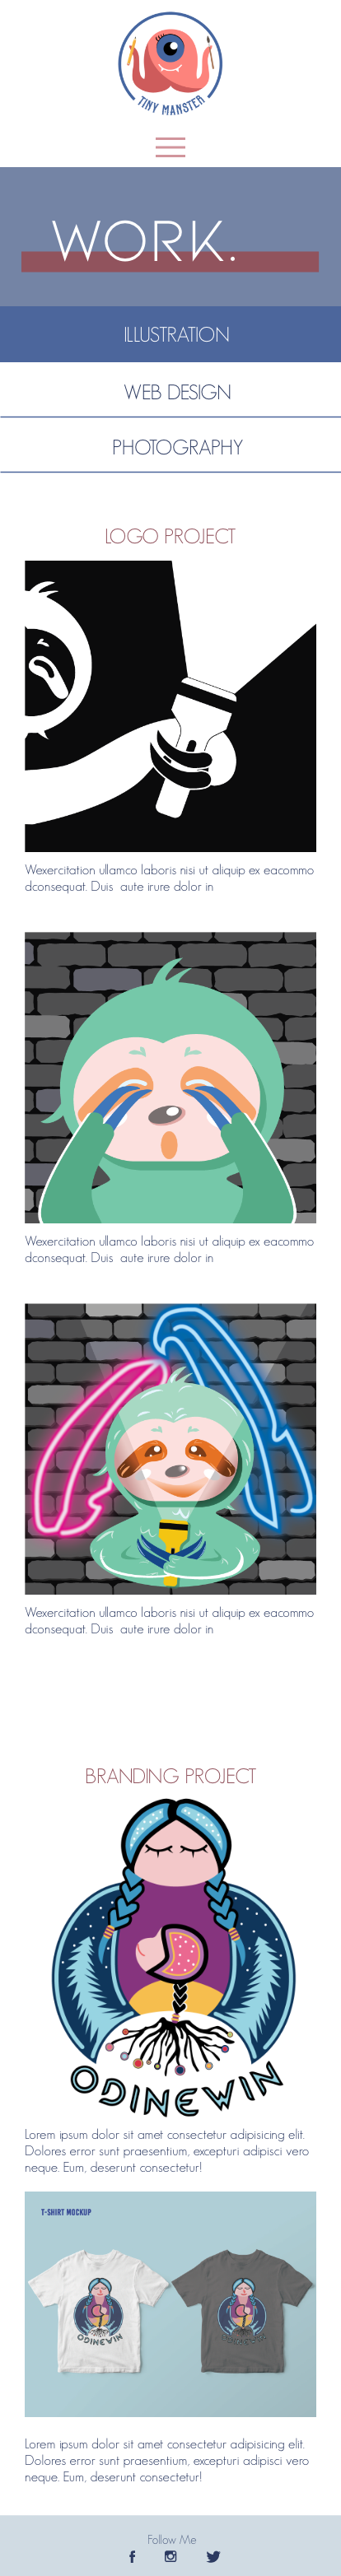 TINY MANSTER
WORK.
ILLUSTRATION
WEB DESIGN
PHOTOGRAPHY
LOGO PROJECT
Wexercitation ullamco laboris nisi ut aliquip ex eacommo
dconsequat. Duis aute irure dolor in
Wexercitation ullamco laboris nisi ut aliquip ex eacommo
dconsequat. Duis aute irure dolor in
Wexercitation ullamco laboris nisi ut aliquip ex eacommo
dconsequat. Duis aute irure dolor in
BRANDING PROJECT
ODINEWIN
Lorem ipsum dolor sit amet consectetur adipisicing elit.
Dolores error sunt praesentium, excepturi adipisci vero
neque. Eum, deserunt consectetur!
T-SHIRT MOCKUP
ODINEWIN
ODINEWIN
Lorem ipsum dolor sit amet consectetur adipisicing elit.
Dolores error sunt praesentium, excepturi adipisci vero
neque. Eum, deserunt consectetur!
Follow Me